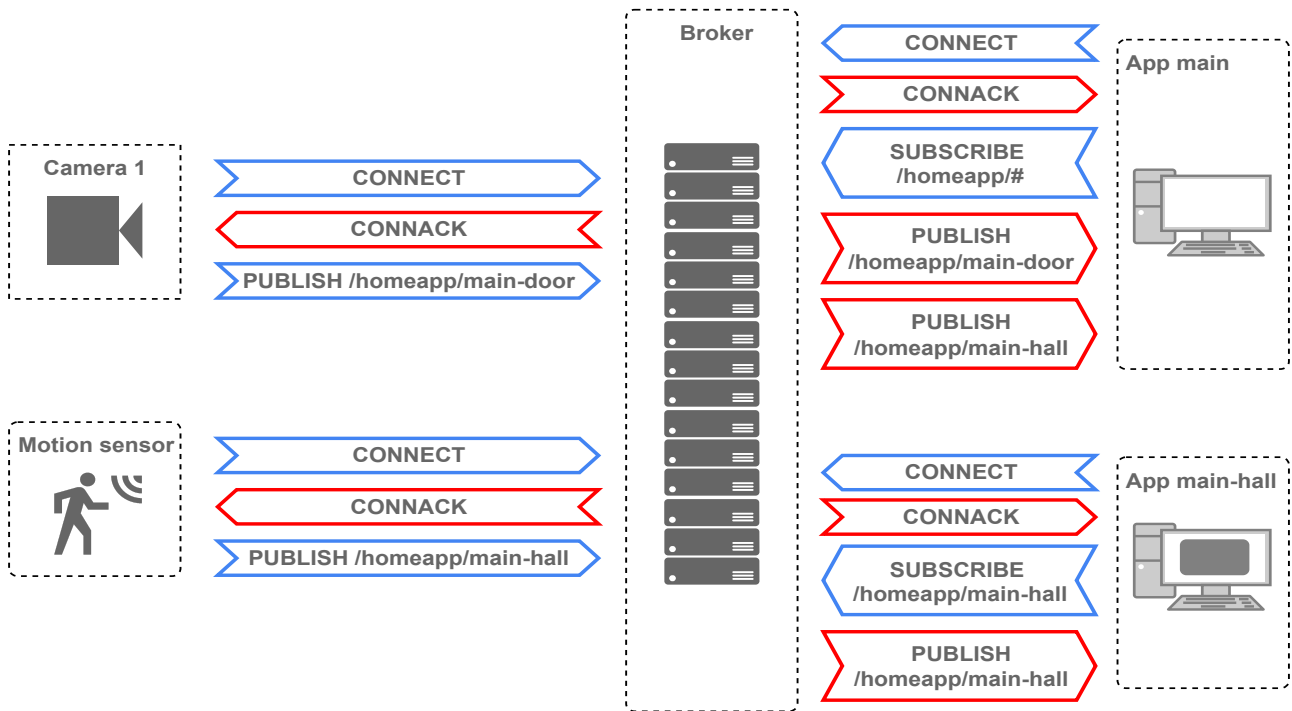 Broker
Camera 1
CONNECT
CONNACK
PUBLISH /homeapp/main-door
Motion sensor
CONNECT
CONNACK
PUBLISH /homeapp/main-hall
CONNECT
CONNACK
SUBSCRIBE
/homeapp/#
PUBLISH
/homeapp/main-door
PUBLISH
/homeapp/main-hall
App main
CONNECT
CONNACK
SUBSCRIBE
/homeapp/main-hall
PUBLISH
/homeapp/main-hall
App main-hall